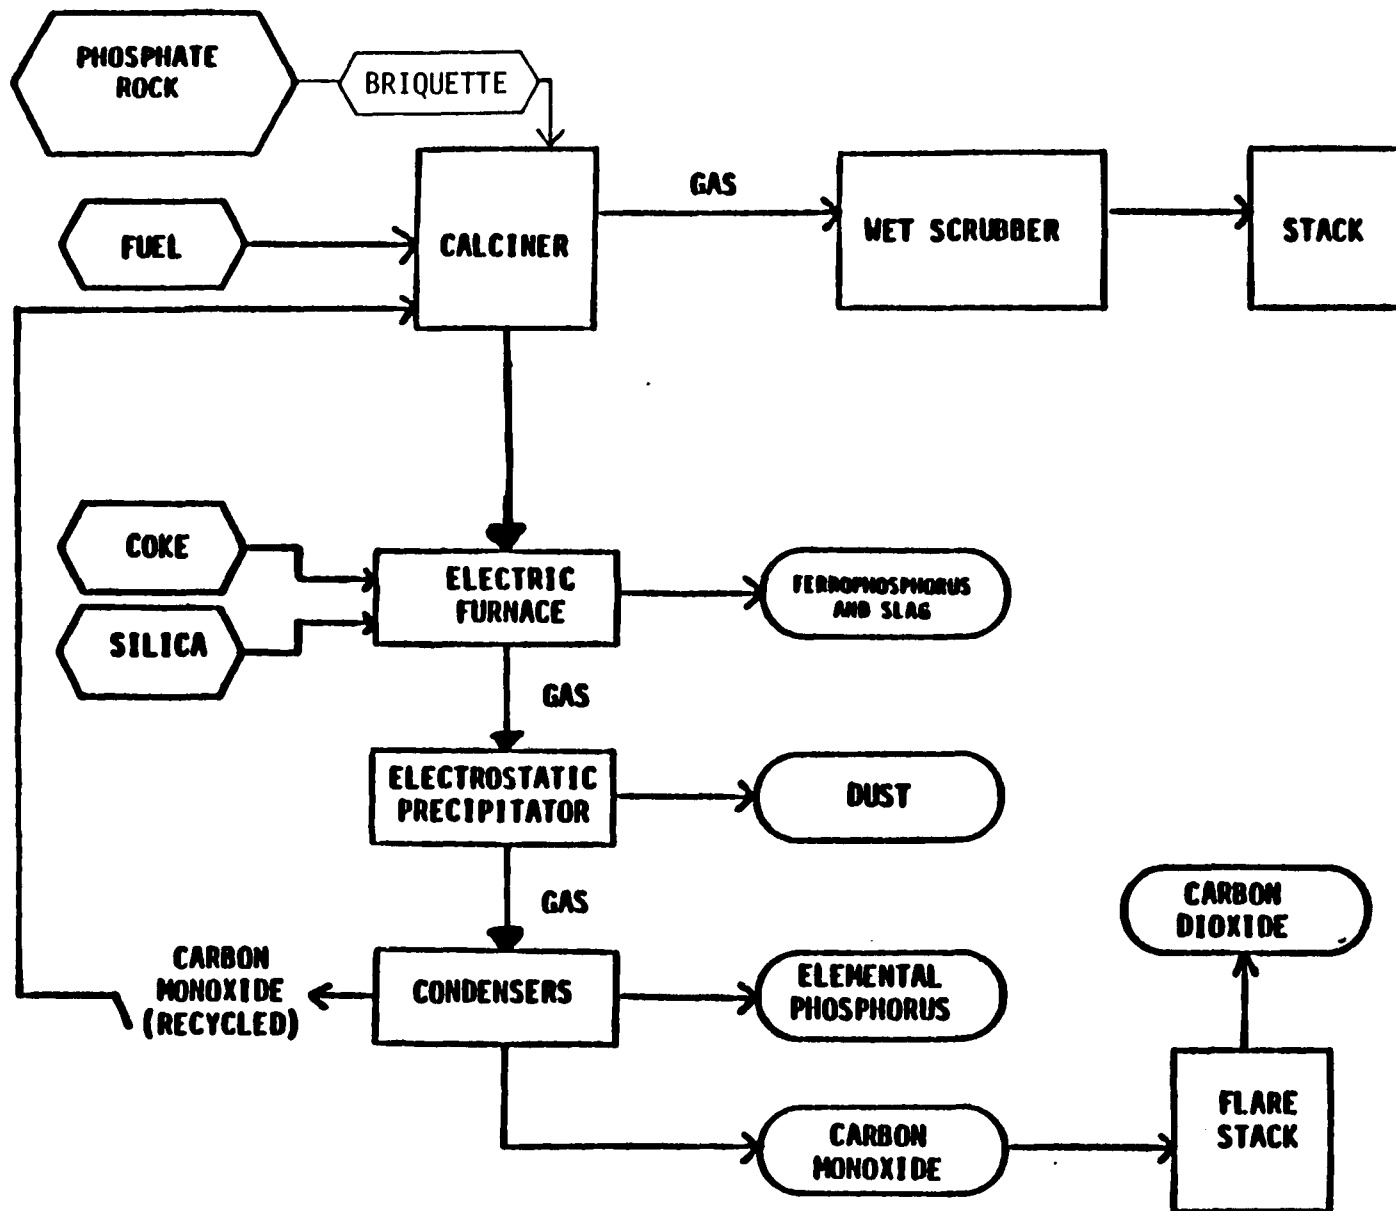 PHOSPHATE
ROCK
BRIQUETTE
GAS
FUEL
CALCINER
WET SCRUBBER
STACK
COKE
ELECTRIC
FURNACE
FERROPHOSPHORUS
AND SLAG
SILICA
GAS
ELECTROSTATIC
PRECIPITATOR
DUST
GAS
CARBON
DIOXIDE
CARBON
MONOXIDE
(RECYCLED)
CONDENSERS
ELEMENTAL
PHOSPHORUS
FLARE
STACK
CARBON
MONOXIDE